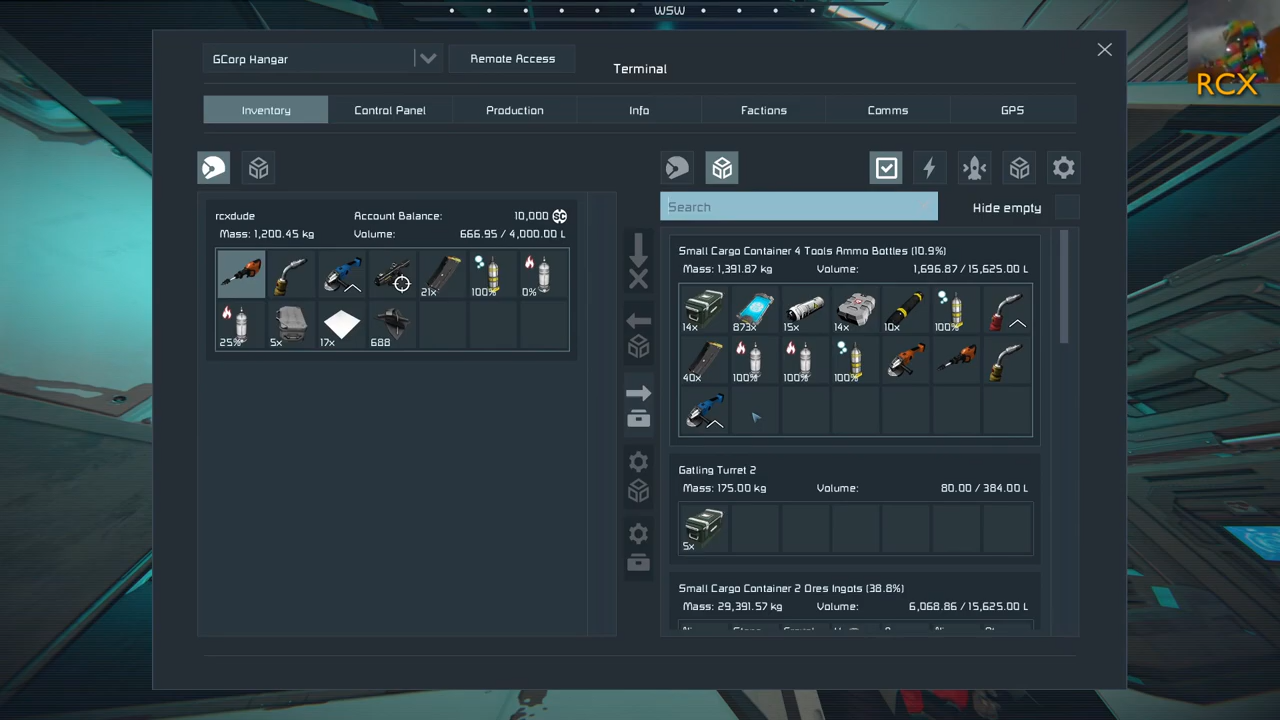 WSW
RCX
GCorp Hangar
Remote Access
Terminal
Inventory
Control Panel
Production
Info
Factions
Comms
GPS
Search
Hide empty
rcxdude
Account Balance:
10,000
Mass: 1,200.45 kg
Volume:
666.95 / 4,000.00 L
21x
100%
0%
25%
5x
17x
688
Small Cargo Container 4 Tools Ammo Bottles (10.9%)
Mass: 1,391.87 kg
Volume:
1,696.87 / 15,625.00 L
14x
873x
15x
14x
10x
100%
40x
100%
100%
100%
Gatling Turret 2
Mass: 175.00 kg
Volume:
80.00 / 384.00 L
5x
Small Cargo Container 2 Ores Ingots (38.8%)
Mass: 29,391.57 kg
Volume:
6,068.86 / 15,625.00 L